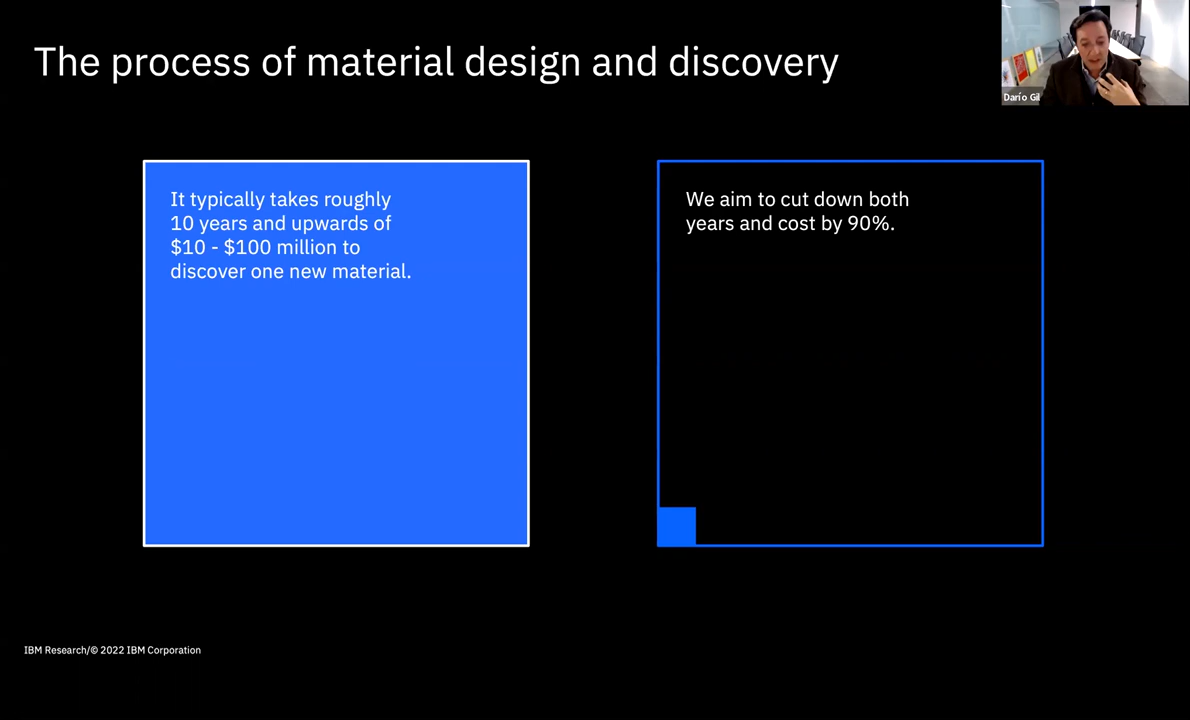 The process of material design and discovery
Darío Gil
It typically takes roughly
10 years and upwards of
$10 - $100 million to
discover one new material.
We aim to cut down both
years and cost by 90%.
IBM Research/© 2022 IBM Corporation